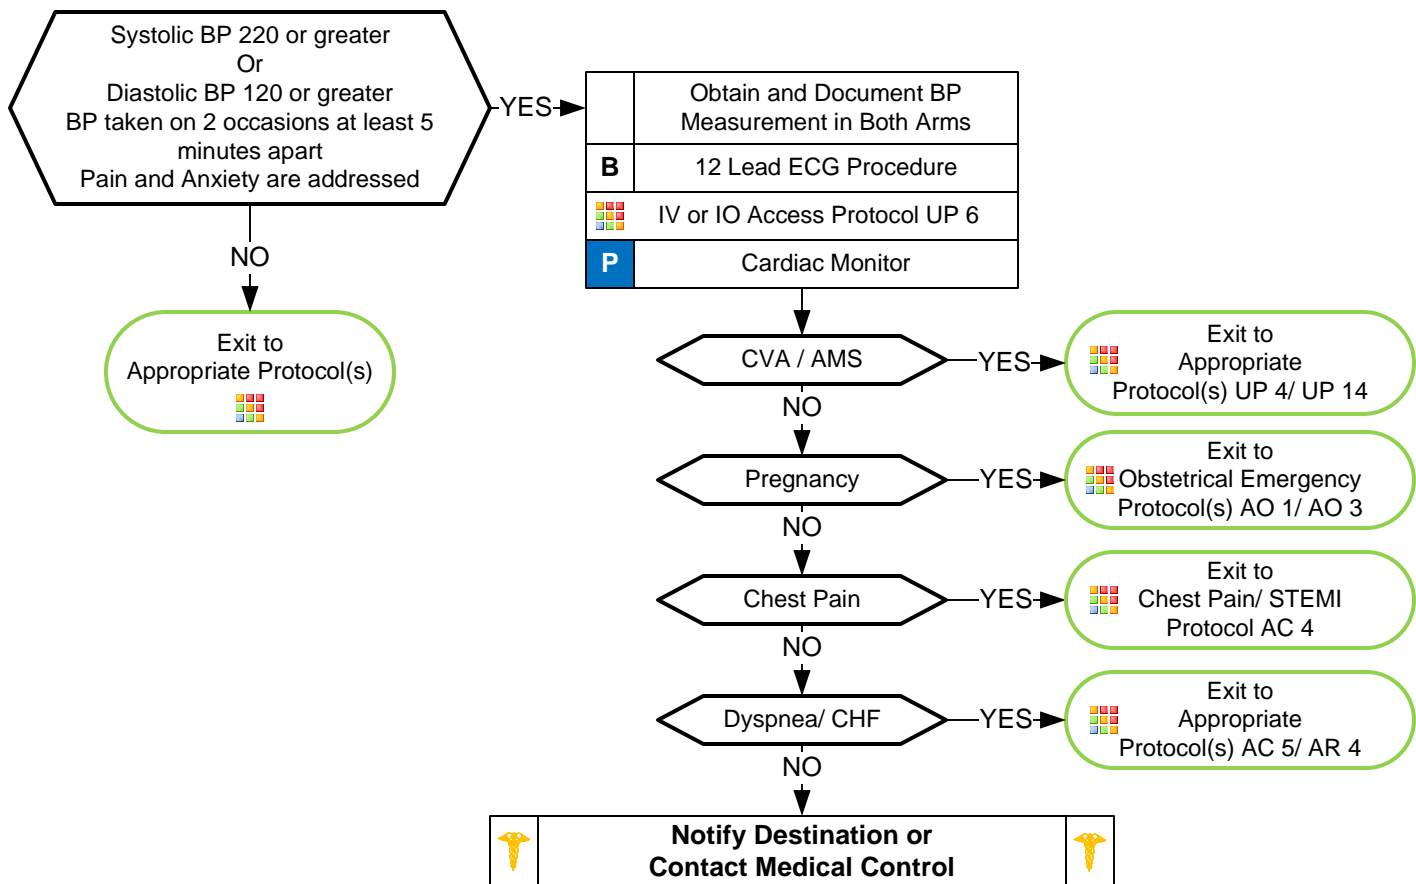 Systolic BP 220 or greater
Or
Diastolic BP 120 or greater
BP taken on 2 occasions at least 5
minutes apart
Pain and Anxiety are addressed
YES
Obtain and Document BP
Measurement in Both Arms
B 12 Lead ECG Procedure
IV or IO Access Protocol UP 6
P Cardiac Monitor
NO
Exit to
Appropriate Protocol(s)
CVA / AMS
YES
Exit to
Appropriate
Protocol(s) UP 4/ UP 14
NO
Pregnancy
YES
Exit to
Obstetrical Emergency
Protocol(s) AO 1/ AO 3
NO
Chest Pain
YES
Exit to
Chest Pain/ STEMI
Protocol AC 4
NO
Dyspnea/ CHF
YES
Exit to
Appropriate
Protocol(s) AC 5/ AR 4
NO
Notify Destination or
Contact Medical Control